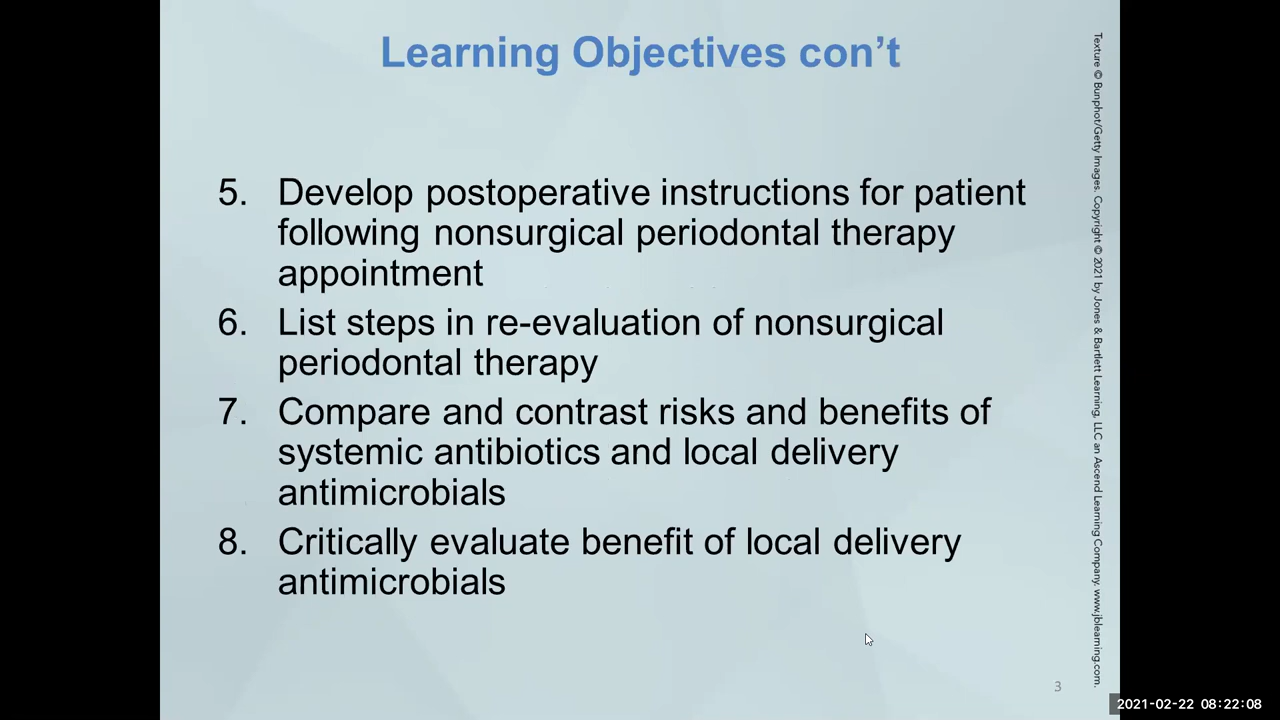 Learning Objectives con’t
5. Develop postoperative instructions for patient
following nonsurgical periodontal therapy
appointment
6. List steps in re-evaluation of nonsurgical
periodontal therapy
7. Compare and contrast risks and benefits of
systemic antibiotics and local delivery
antimicrobials
8. Critically evaluate benefit of local delivery
antimicrobials
Texture © Bunphot/Getty Images. Copyright © 2021 by Jones & Bartlett Learning, LLC an Ascend Learning Company. www.jblearning.com.
3
2021-02-22 08:22:08